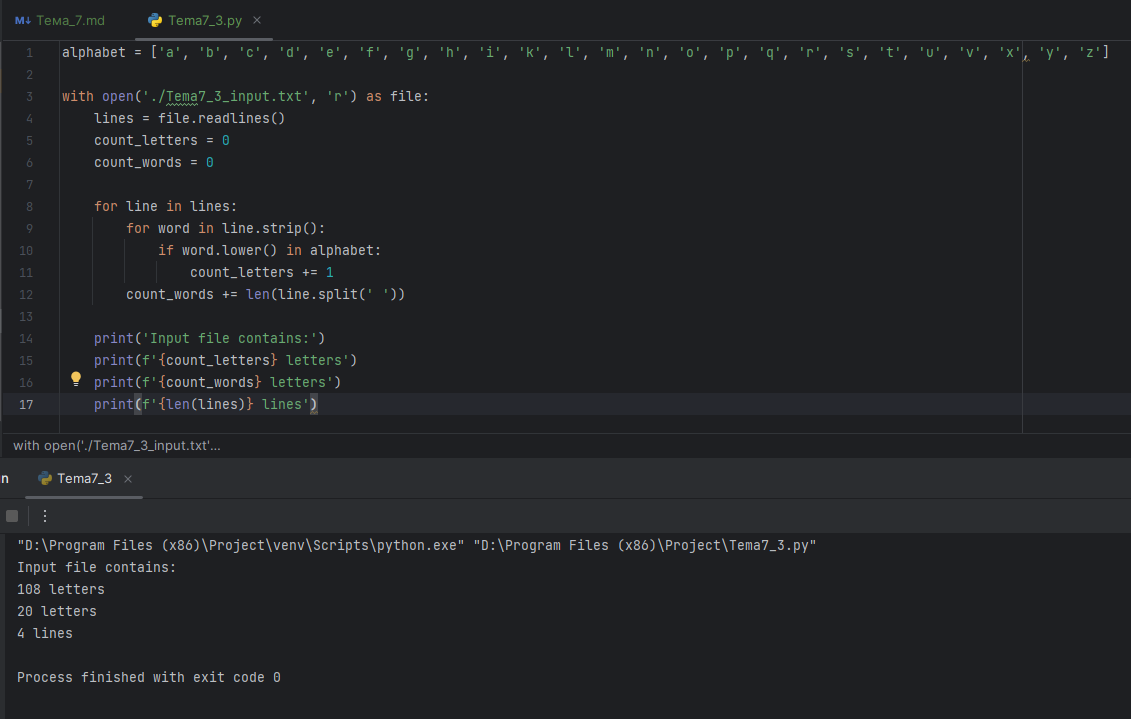 M↓ Тема_7.md Tema7_3.py ×
1 alphabet = ['a', 'b', 'c', 'd', 'e', 'f', 'g', 'h', 'i', 'k', 'l', 'm', 'n', 'o', 'p', 'q', 'r', 's', 't', 'u', 'v', 'x', 'y', 'z']
2
3 with open('./Tema7_3_input.txt', 'r') as file:
4 lines = file.readlines()
5 count_letters = 0
6 count_words = 0
7
8 for line in lines:
9 for word in line.strip():
10 if word.lower() in alphabet:
11 count_letters += 1
12 count_words += len(line.split(' '))
13
14 print('Input file contains:')
15 print(f'{count_letters} letters')
16 print(f'{count_words} letters')
17 print(f'{len(lines)} lines')
with open('./Tema7_3_input.txt'...
n Tema7_3 ×
"D:\Program Files (x86)\Project\venv\Scripts\python.exe" "D:\Program Files (x86)\Project\Tema7_3.py"
Input file contains:
108 letters
20 letters
4 lines
Process finished with exit code 0